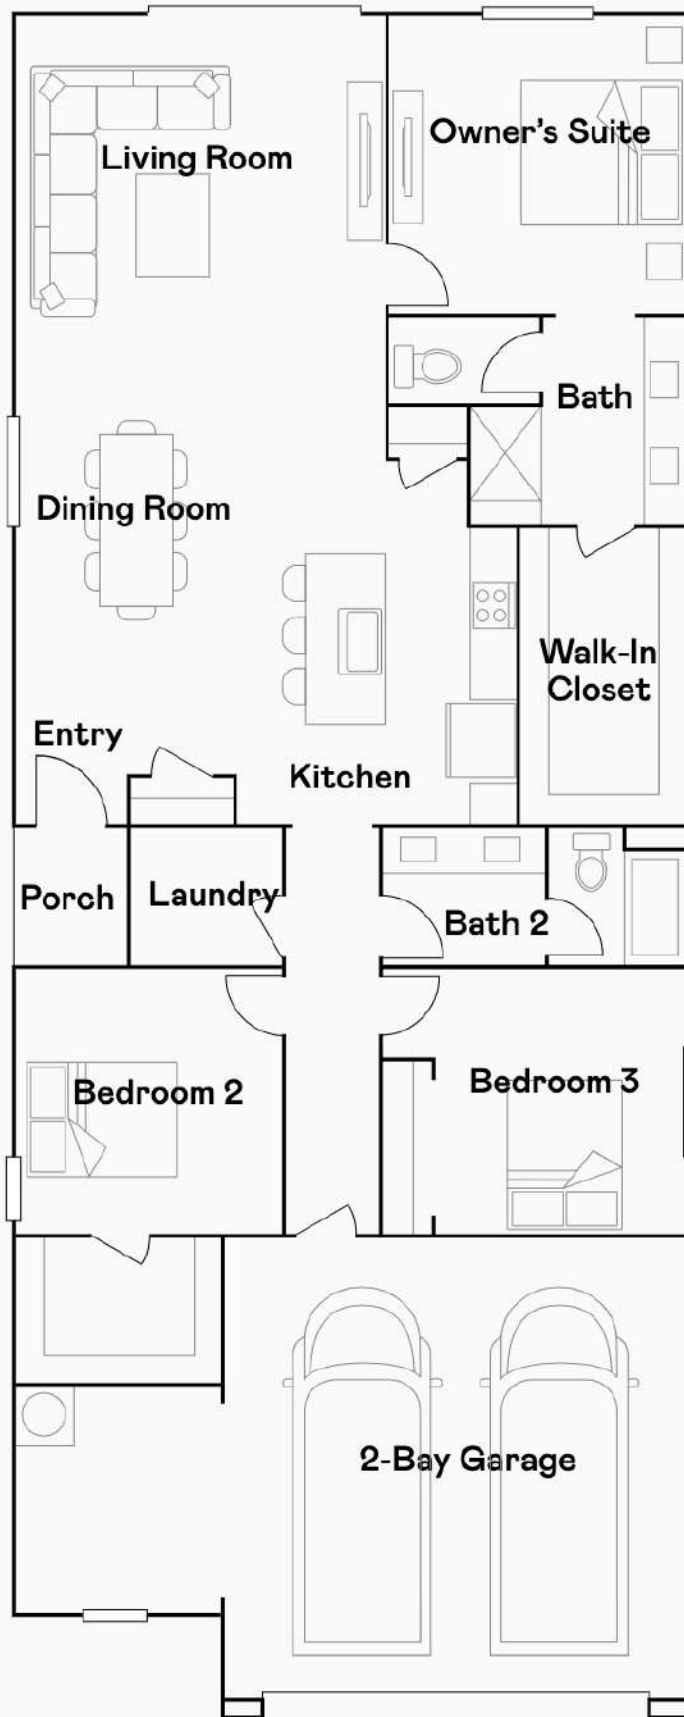 Owner's Suite
Living Room
Bath
Dining Room
Walk-In
Closet
Entry
Kitchen
Porch
Laundry
Bath 2
Bedroom 2
Bedroom 3
2-Bay Garage